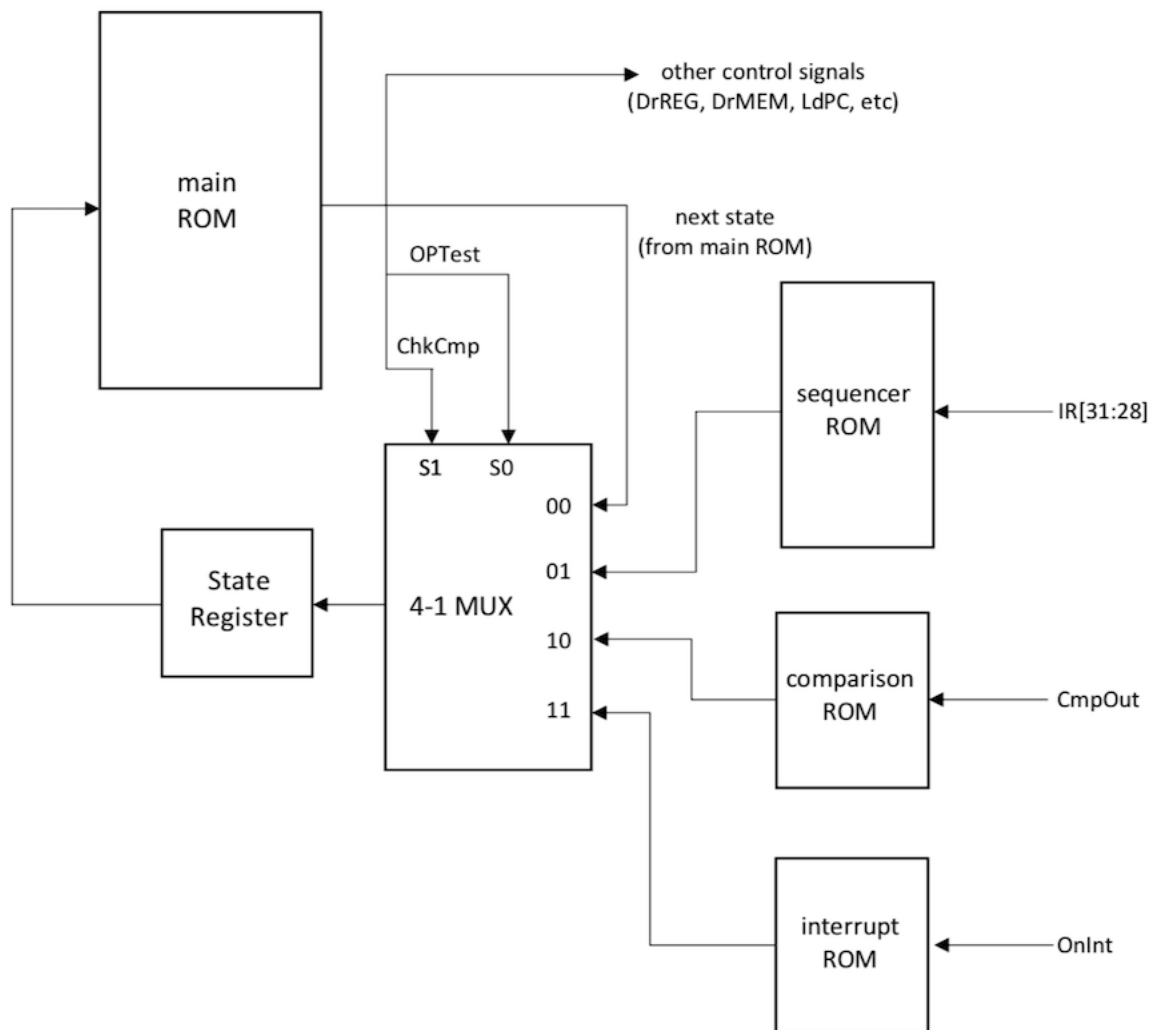 other control signals
(DrREG, DrMEM, LdPC, etc)
main
ROM
next state
(from main ROM)
OPTest
ChkCmp
sequencer
ROM
IR[31:28]
S1 S0
00
01
State
Register
4-1 MUX
10
comparison
ROM
CmpOut
11
interrupt
ROM
OnInt